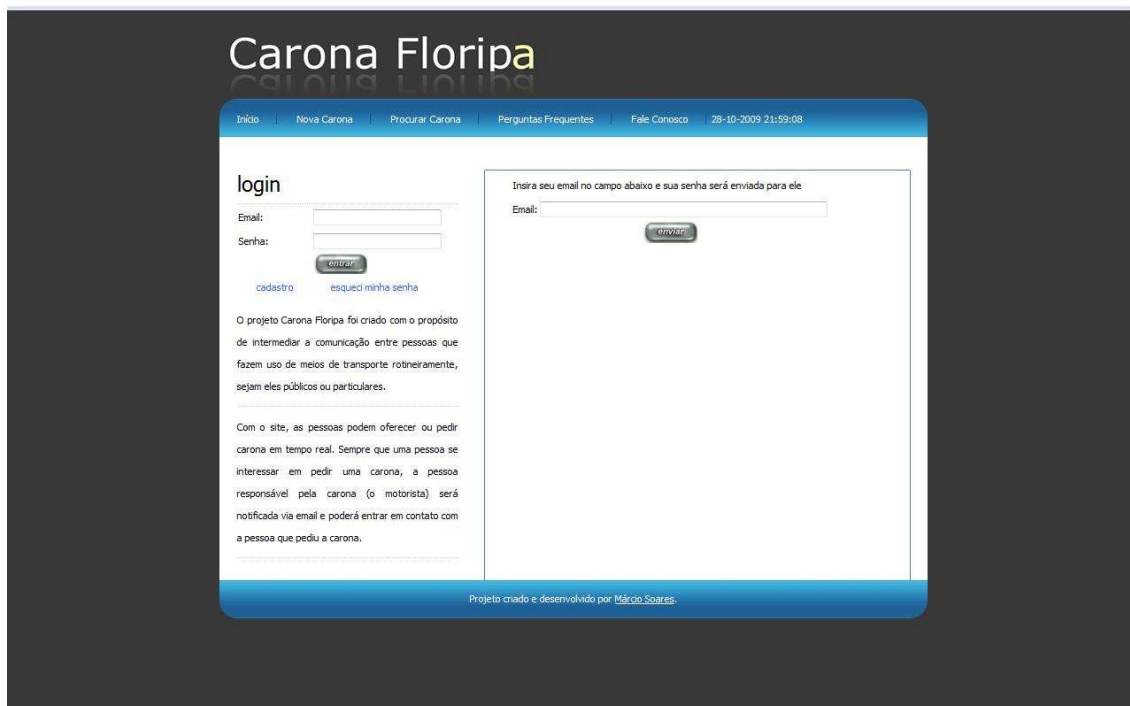 Carona Floripa
Início Nova Carona Procurar Carona Perguntas Frequentes Fale Conosco 28-10-2009 21:59:08
login
Email:
Senha:
entrar
cadastro esqueci minha senha
O projeto Carona Floripa foi criado com o propósito
de intermediar a comunicação entre pessoas que
fazem uso de meios de transporte rotineiramente,
sejam eles públicos ou particulares.
Com o site, as pessoas podem oferecer ou pedir
carona em tempo real. Sempre que uma pessoa se
interessar em pedir uma carona, a pessoa
responsável pela carona (o motorista) será
notificada via email e poderá entrar em contato com
a pessoa que pediu a carona.
Insira seu email no campo abaixo e sua senha será enviada para ele
Email:
enviar
Projeto criado e desenvolvido por Márcio Soares.